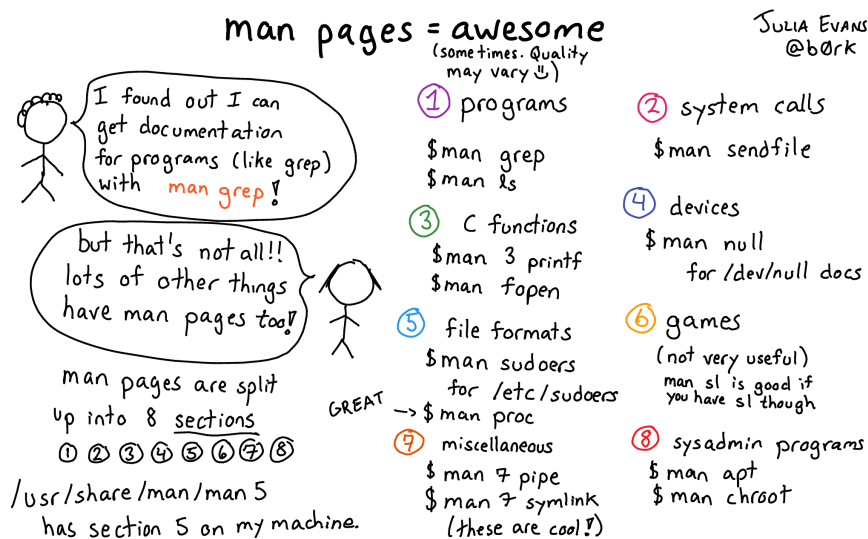 man pages = awesome
(sometimes. Quality
may vary)
JULIA EVANS
@b0rk
I found out I can
get documentation
for programs (like grep)
with man grep!
but that's not all!!
lots of other things
have man pages too!
man pages are split
up into 8 sections
1 2 3 4 5 6 7 8
/usr/share/man/man5
has section 5 on my machine.
1 programs
$ man grep
$ man ls
2 system calls
$ man sendfile
3 C functions
$ man 3 printf
$ man fopen
4 devices
$ man null
for /dev/null docs
5 file formats
$ man sudoers
for /etc/sudoers
GREAT → $ man proc
6 games
(not very useful)
man sl is good if
you have sl though
7 miscellaneous
$ man 7 pipe
$ man 7 symlink
(these are cool!)
8 sysadmin programs
$ man apt
$ man chroot